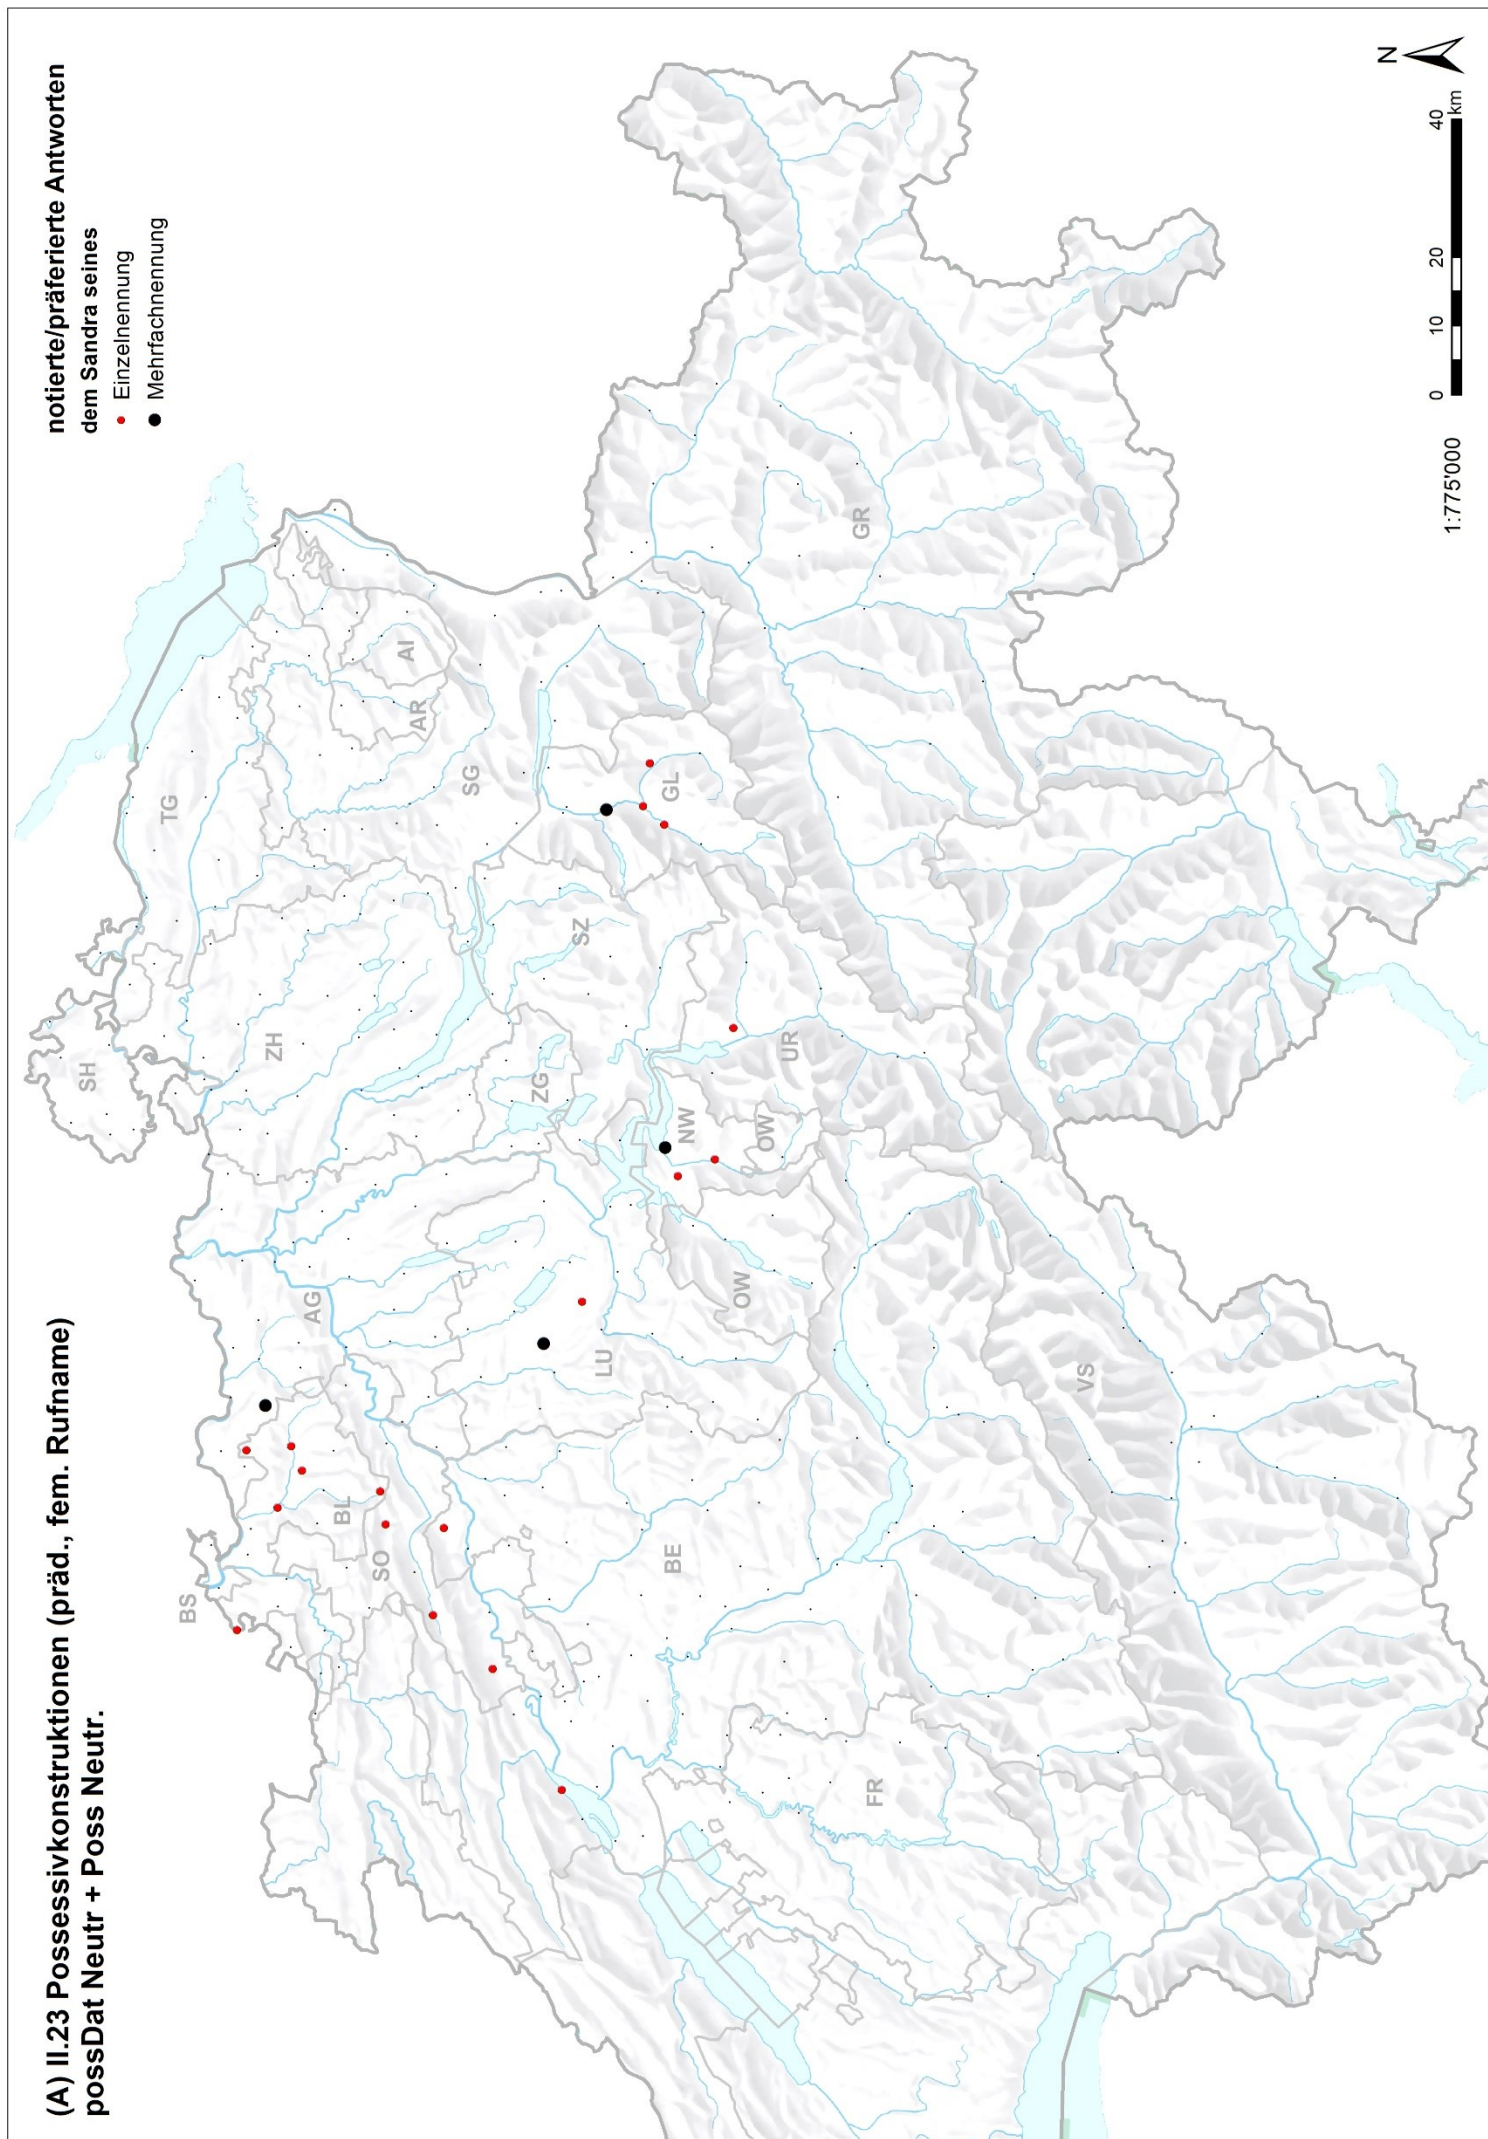 (A) II.23 Possessivkonstruktionen (präd., fem. Rufname)
possDat Neutr + Poss Neutr.
notierte/präferierte Antworten
dem Sandra seines
Einzelnennung
Mehrfachnennung
BS
BL
SO
AG
SH
ZH
TG
AR
AI
SG
LU
ZG
SZ
GL
BE
OW
NW
OW
UR
GR
FR
VS
N
1:775'000
0 10 20 40
km